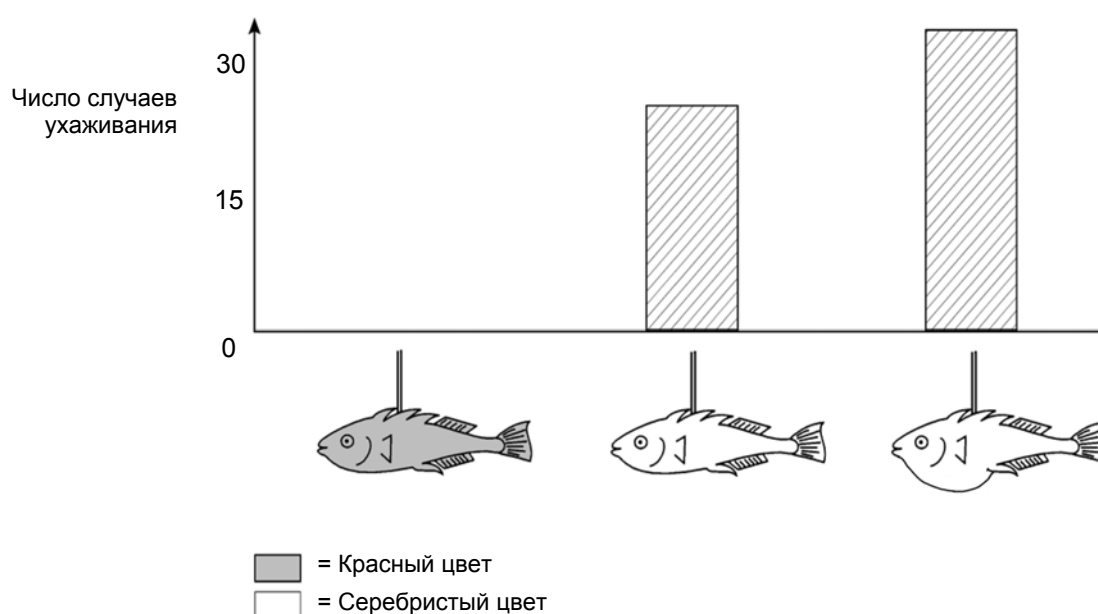 30
Число случаев
ухаживания
15
0
= Красный цвет
= Серебристый цвет